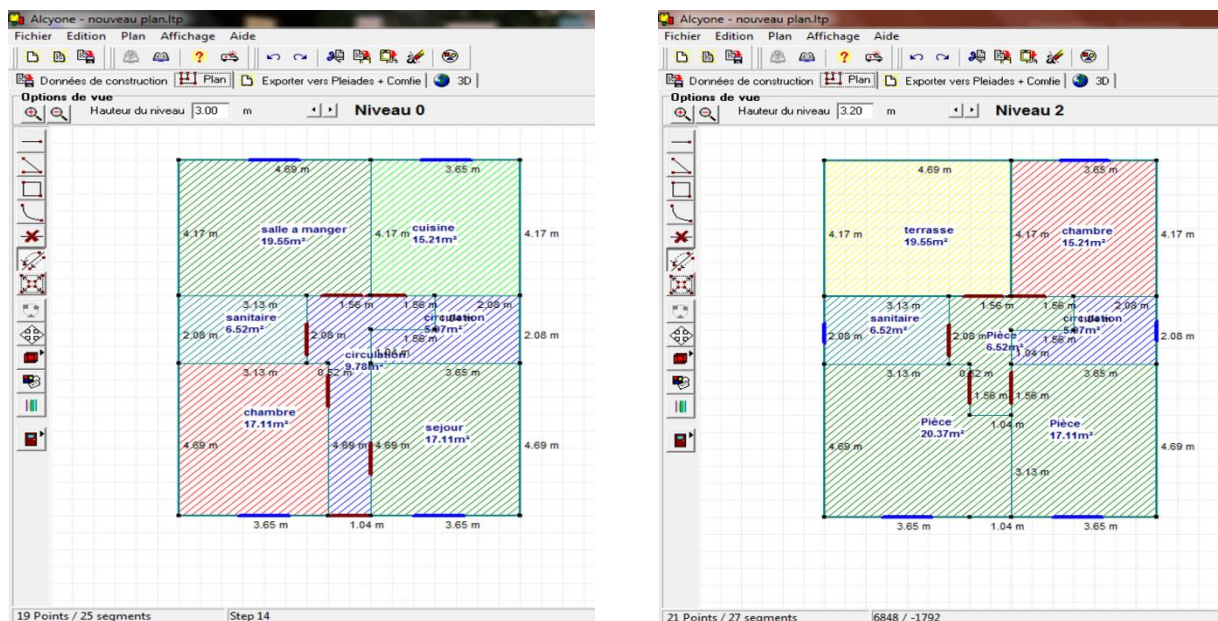 Alcyone - nouveau plan.ltp
Fichier Edition Plan Affichage Aide
Données de construction Plan Exporter vers Pleiades + Comfie 3D
Options de vue
Hauteur du niveau 3.00 m Niveau 0
4.69 m 3.65 m
4.17 m salle a manger 4.17 m cuisine 4.17 m
19.55m² 15.21m²
3.13 m 1.56 m 1.56 m 2.08 m
sanitaire circulation
6.52m² 5.97m²
2.08 m 2.08 m 1.56 m 2.08 m
1.04 m
circulation
9.78m²
3.13 m 0.52 m 3.65 m
chambre
17.11m²
sejour
17.11m²
4.69 m 4.69 m 4.69 m 4.69 m
3.65 m 1.04 m 3.65 m
19 Points / 25 segments Step 14
Alcyone - nouveau plan.ltp
Fichier Edition Plan Affichage Aide
Données de construction Plan Exporter vers Pleiades + Comfie 3D
Options de vue
Hauteur du niveau 3.20 m Niveau 2
4.69 m 3.65 m
4.17 m terrasse 4.17 m chambre 4.17 m
19.55m² 15.21m²
3.13 m 1.56 m 1.56 m 2.08 m
sanitaire circulation
6.52m² 5.97m²
2.08 m 2.08 m Pièce 1.56 m 2.08 m
6.52m² 1.04 m
3.13 m 0.52 m 3.65 m
1.56 m 1.56 m
Pièce Pièce
20.37m² 1.04 m 17.11m²
4.69 m 3.13 m 4.69 m
3.65 m 1.04 m 3.65 m
21 Points / 27 segments 6848 / -1792